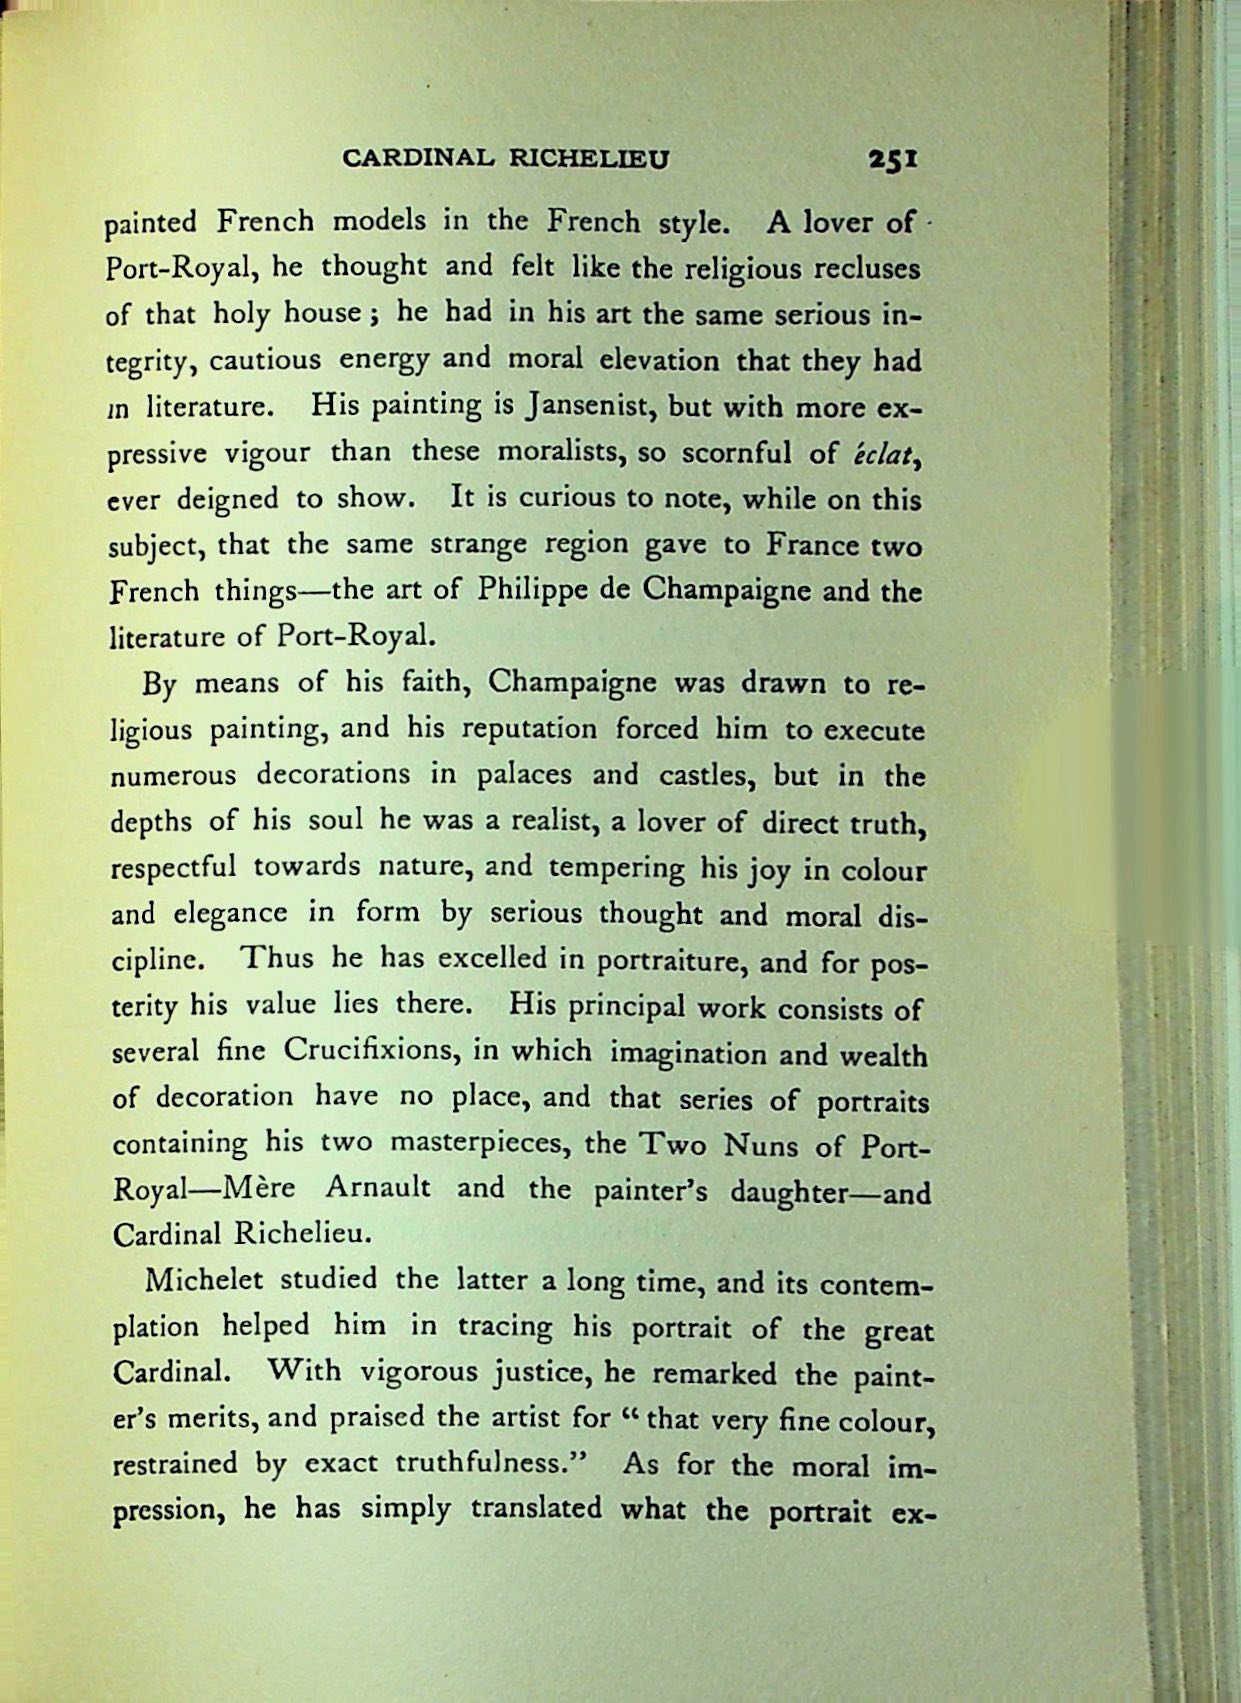 CARDINAL RICHELIEU 251
painted French models in the French style. A lover of
Port-Royal, he thought and felt like the religious recluses
of that holy house; he had in his art the same serious in-
tegrity, cautious energy and moral elevation that they had
in literature. His painting is Jansenist, but with more ex-
pressive vigour than these moralists, so scornful of éclat,
ever deigned to show. It is curious to note, while on this
subject, that the same strange region gave to France two
French things—the art of Philippe de Champaigne and the
literature of Port-Royal.
By means of his faith, Champaigne was drawn to re-
ligious painting, and his reputation forced him to execute
numerous decorations in palaces and castles, but in the
depths of his soul he was a realist, a lover of direct truth,
respectful towards nature, and tempering his joy in colour
and elegance in form by serious thought and moral dis-
cipline. Thus he has excelled in portraiture, and for pos-
terity his value lies there. His principal work consists of
several fine Crucifixions, in which imagination and wealth
of decoration have no place, and that series of portraits
containing his two masterpieces, the Two Nuns of Port-
Royal—Mère Arnault and the painter's daughter—and
Cardinal Richelieu.
Michelet studied the latter a long time, and its contem-
plation helped him in tracing his portrait of the great
Cardinal. With vigorous justice, he remarked the paint-
er's merits, and praised the artist for "that very fine colour,
restrained by exact truthfulness." As for the moral im-
pression, he has simply translated what the portrait ex-